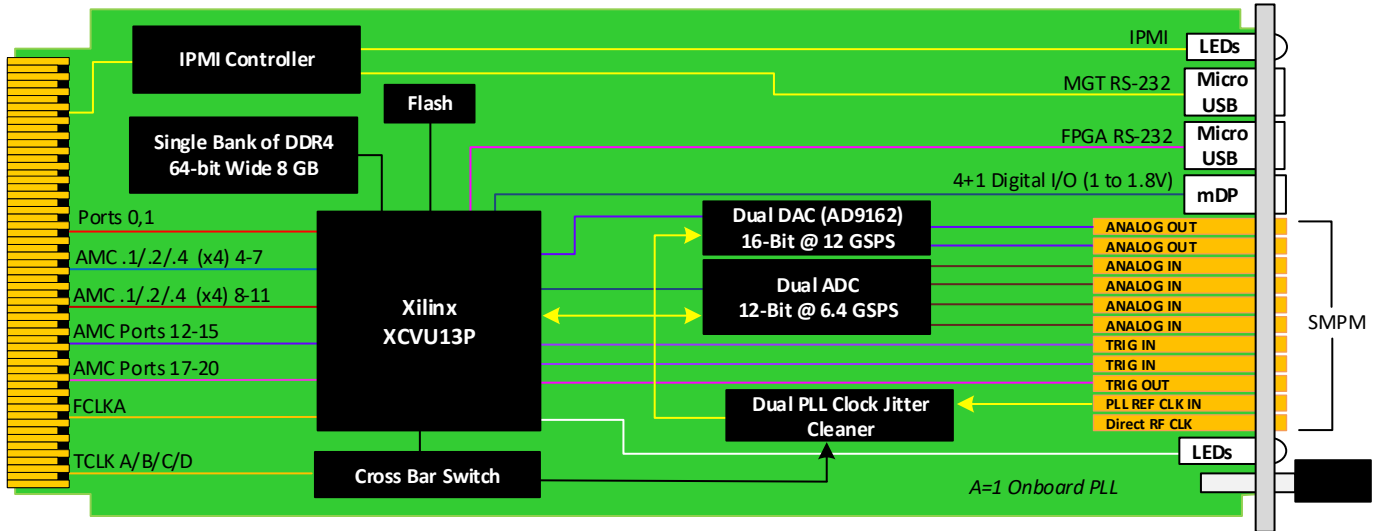 IPMI Controller
IPMI
LEDs
MGT RS-232
Micro
USB
Flash
Single Bank of DDR4
64-bit Wide 8 GB
FPGA RS-232
Micro
USB
4+1 Digital I/O (1 to 1.8V)
mDP
Ports 0,1
AMC .1/.2/.4 (x4) 4-7
AMC .1/.2/.4 (x4) 8-11
AMC Ports 12-15
AMC Ports 17-20
FCLKA
TCLK A/B/C/D
Xilinx
XCVU13P
Dual DAC (AD9162)
16-Bit @ 12 GSPS
Dual ADC
12-Bit @ 6.4 GSPS
Dual PLL Clock Jitter
Cleaner
Cross Bar Switch
ANALOG OUT
ANALOG OUT
ANALOG IN
ANALOG IN
ANALOG IN
ANALOG IN
TRIG IN
TRIG IN
TRIG OUT
PLL REF CLK IN
Direct RF CLK
SMPM
LEDs
A=1 Onboard PLL